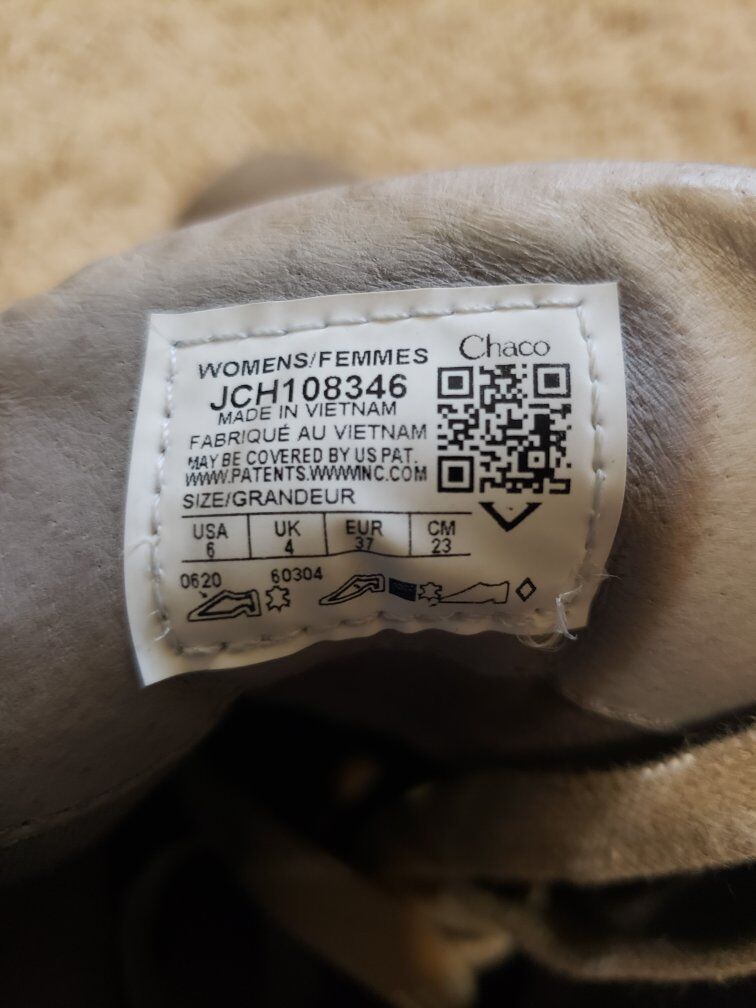 WOMENS/FEMMES
Chaco
JCH108346
MADE IN VIETNAM
FABRIQUÉ AU VIETNAM
MAY BE COVERED BY US PAT.
WWW.PATENTS.WWWINC.COM
SIZE/GRANDEUR
USA UK EUR CM
6 4 37 23
0620 60304